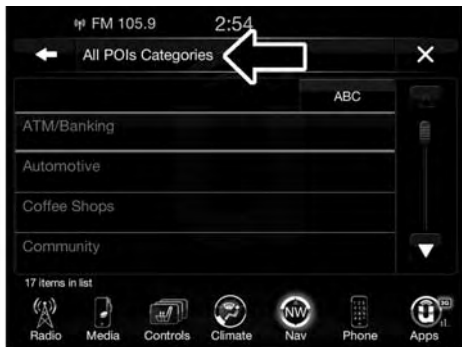 FM 105.9 2:54
All POIs Categories
ABC
ATM/Banking
Automotive
Coffee Shops
Community
17 items in list
NW
3G
Radio Media Controls Climate Nav Phone Apps